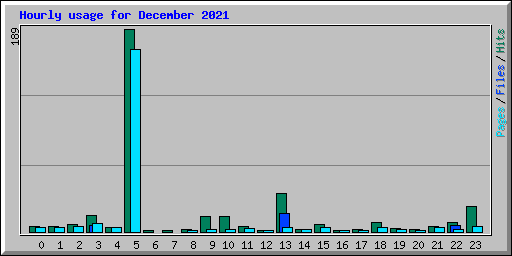 Hourly usage for December 2021
189
Pages/Files/Hits
0 1 2 3 4 5 6 7 8 9 10 11 12 13 14 15 16 17 18 19 20 21 22 23